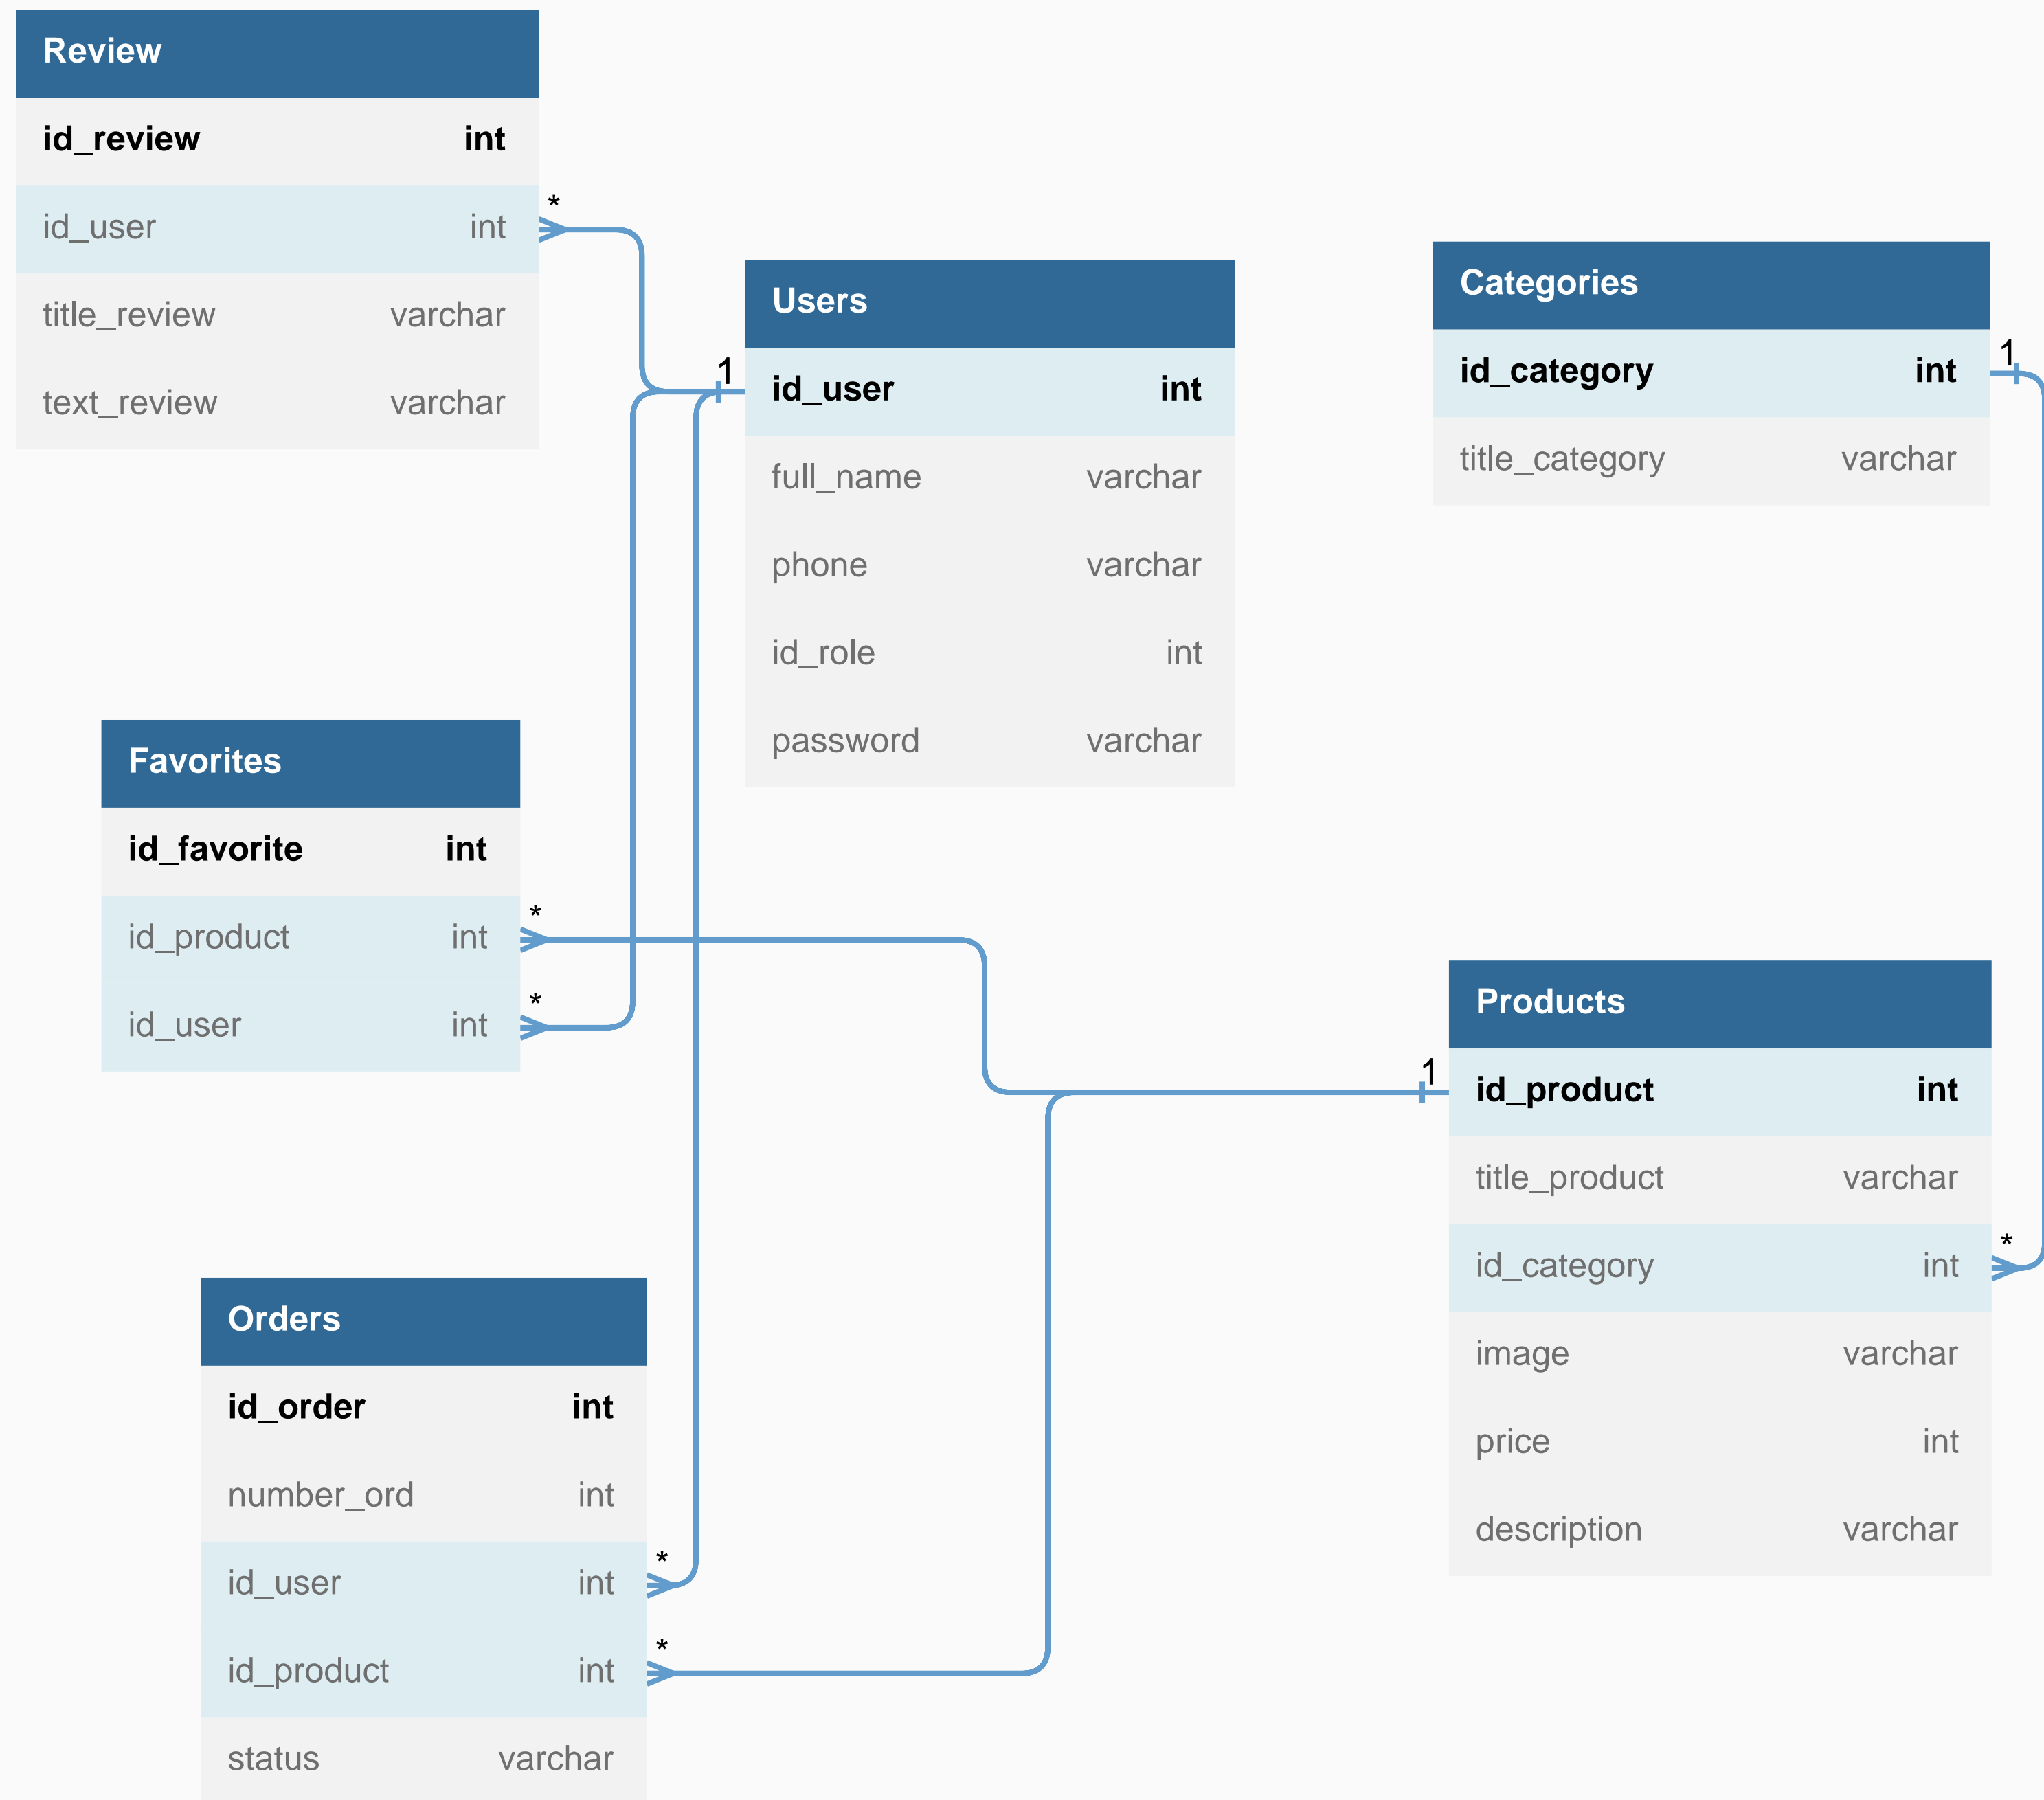 Review
id_review int
id_user int
title_review varchar
text_review varchar
*
Users
1
id_user int
full_name varchar
phone varchar
id_role int
password varchar
Categories
id_category int
1
title_category varchar
Favorites
id_favorite int
id_product int
*
id_user int
*
Products
1
id_product int
title_product varchar
id_category int
*
image varchar
price int
description varchar
Orders
id_order int
number_ord int
id_user int
*
id_product int
*
status varchar